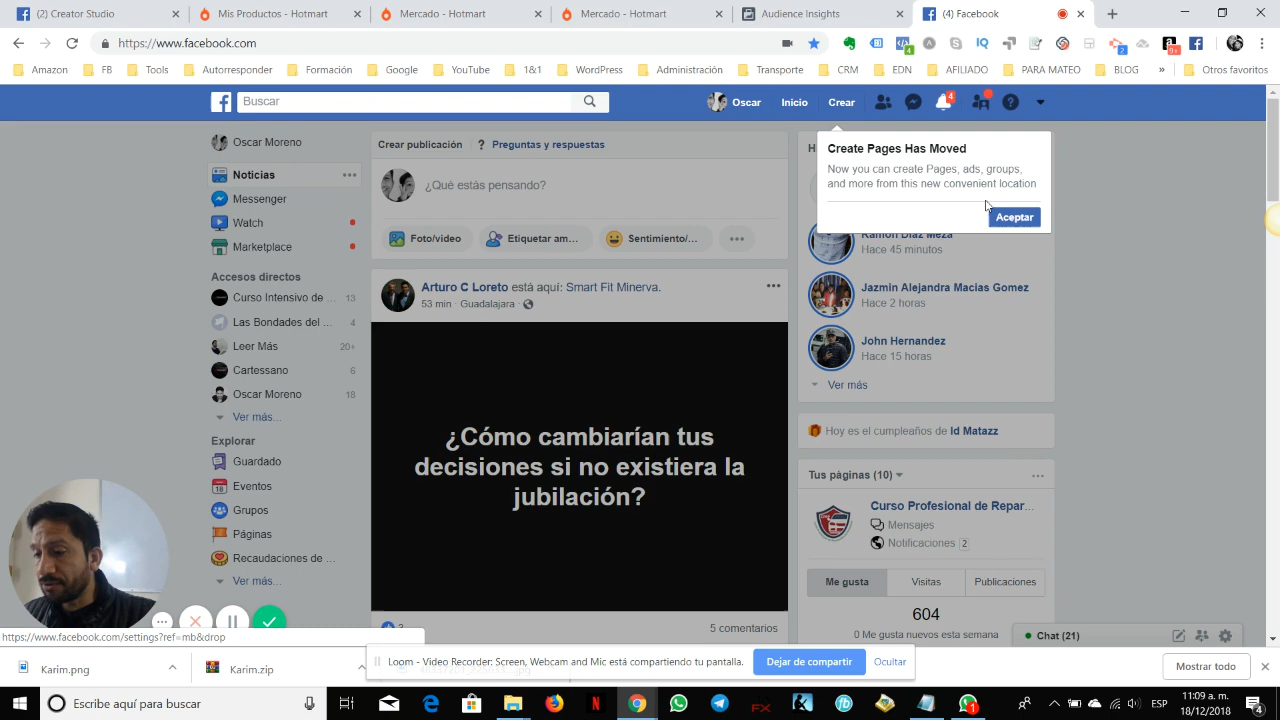 (2) Creator Studio
Mis Productos - Hotmart
Mercado - Hotmart
Mercado - Hotmart
Audience Insights
(4) Facebook
https://www.facebook.com
4
IQ
2
9+
Amazon
FB
Tools
Autorresponder
Formación
Google
YouTube
1&1
WordPress
Administración
Transporte
CRM
EDN
AFILIADO
PARA MATEO
BLOG
»
Otros favoritos
Buscar
Oscar
Inicio
Crear
4
Oscar Moreno
Noticias
Messenger
Watch
Marketplace
Accesos directos
Curso Intensivo de ... 13
Las Bondades del ... 4
Leer Más 20+
Cartessano 6
Oscar Moreno 18
Ver más...
Explorar
Guardado
Eventos
Grupos
Páginas
Recaudaciones de ...
Ver más...
Crear publicación
? Preguntas y respuestas
¿Qué estás pensando?
Foto/video
Etiquetar am...
Sentimiento/...
Arturo C Loreto está aquí: Smart Fit Minerva.
53 min · Guadalajara ·
¿Cómo cambiarían tus
decisiones si no existiera la
jubilación?
5 comentarios
Create Pages Has Moved
Now you can create Pages, ads, groups,
and more from this new convenient location
Aceptar
Ramon Diaz Meza
Hace 45 minutos
Jazmin Alejandra Macias Gomez
Hace 2 horas
John Hernandez
Hace 15 horas
Ver más
Hoy es el cumpleaños de Id Matazz
Tus páginas (10)
Curso Profesional de Repar...
Mensajes
Notificaciones 2
Me gusta
Visitas
Publicaciones
604
0 Me gusta nuevos esta semana
Chat (21)
https://www.facebook.com/settings?ref=mb&drop
Karim.png
Karim.zip
Loom - Video Recorder: Screen, Webcam and Mic está compartiendo tu pantalla.
Dejar de compartir
Ocultar
Mostrar todo
Escribe aquí para buscar
FX
1
ESP
11:09 a. m.
18/12/2018
4